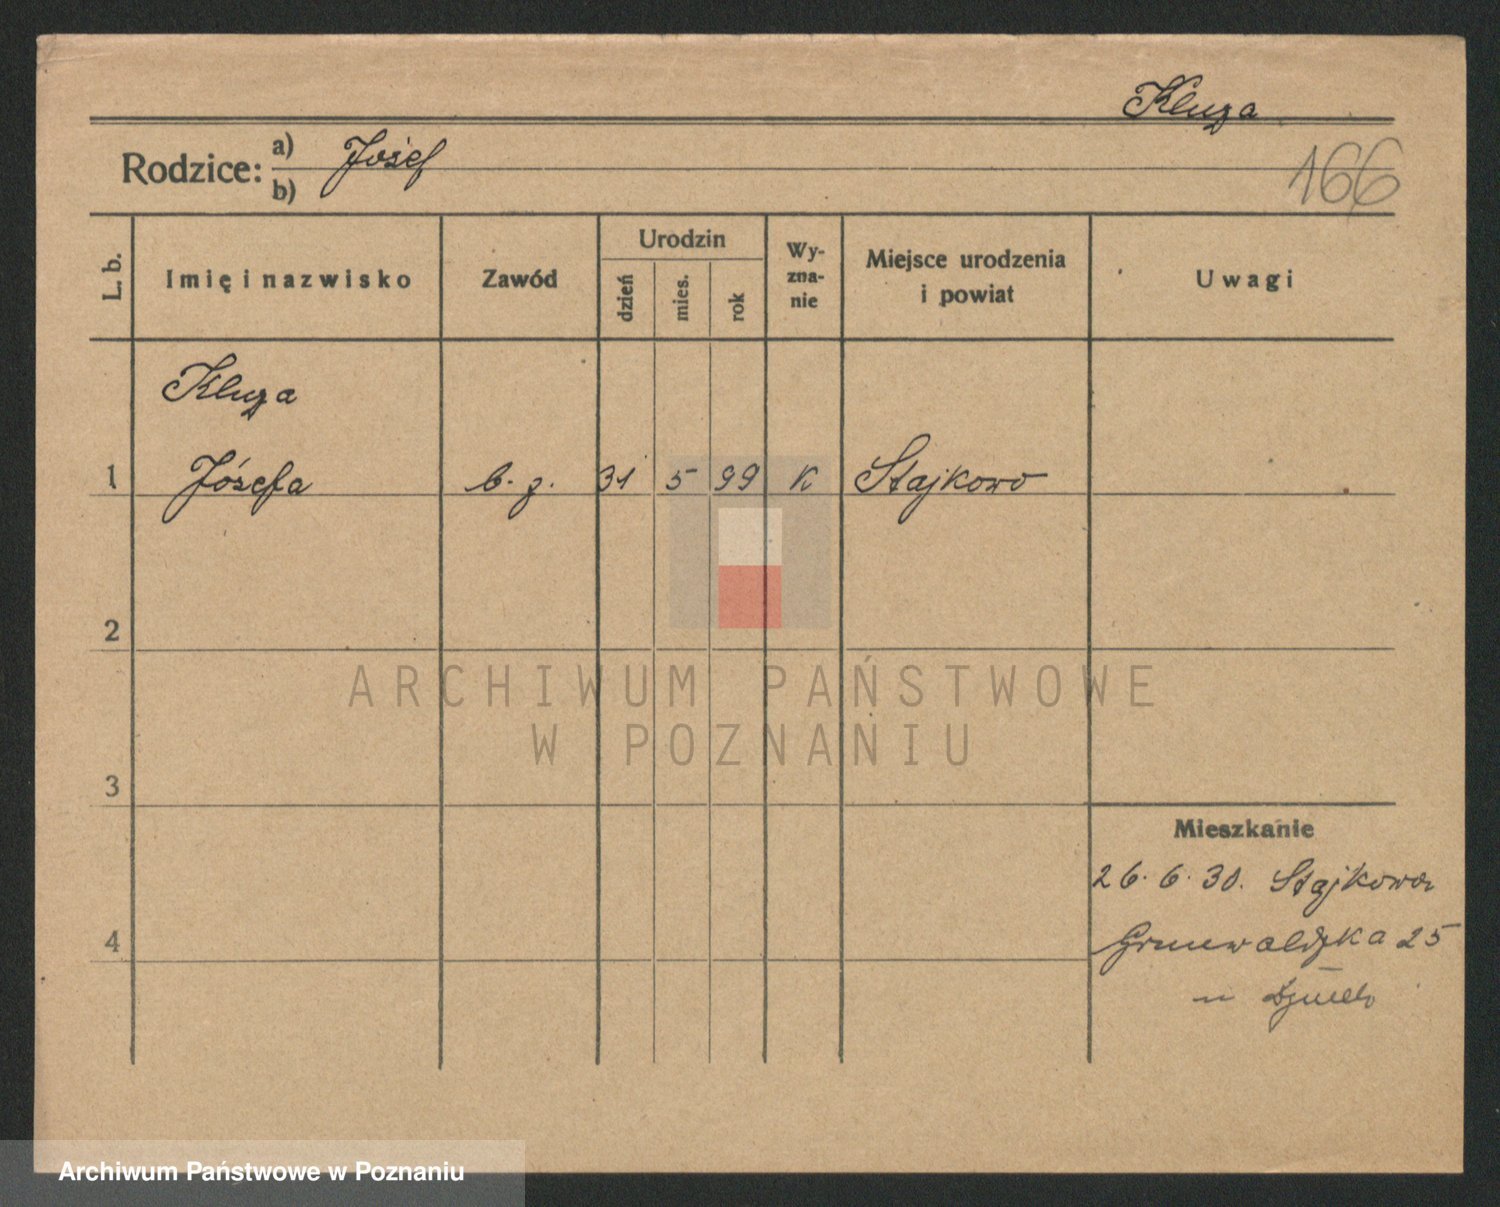 Kluza
Rodzice: a) Józef
b)
166
L. b. Imię i nazwisko Zawód Urodzin dzień mies. rok Wy-zna-nie Miejsce urodzenia i powiat Uwagi
Kluza
1 Józefa b. z. 31 5 99 K Stajkowo
2
ARCHIWUM PAŃSTWOWE
W POZNANIU
3
Mieszkanie
26. 6. 30. Stajkowo
4 Grunwaldzka 25
u
Archiwum Państwowe w Poznaniu